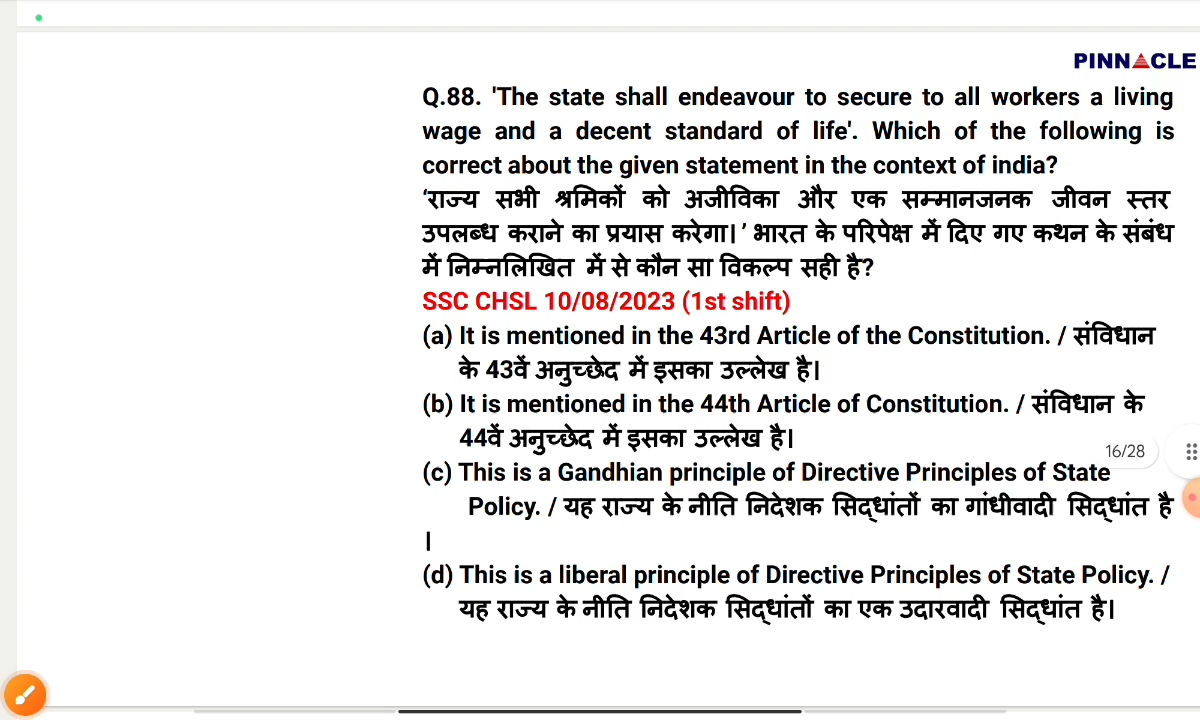 PINNACLE
Q.88. 'The state shall endeavour to secure to all workers a living
wage and a decent standard of life'. Which of the following is
correct about the given statement in the context of india?
‘राज्य सभी श्रमिकों को अजीविका और एक सम्मानजनक जीवन स्तर
उपलब्ध कराने का प्रयास करेगा।’ भारत के परिपेक्ष में दिए गए कथन के संबंध
में निम्नलिखित में से कौन सा विकल्प सही है?
SSC CHSL 10/08/2023 (1st shift)
(a) It is mentioned in the 43rd Article of the Constitution. / संविधान
के 43वें अनुच्छेद में इसका उल्लेख है।
(b) It is mentioned in the 44th Article of Constitution. / संविधान के
44वें अनुच्छेद में इसका उल्लेख है।
16/28
(c) This is a Gandhian principle of Directive Principles of State
Policy. / यह राज्य के नीति निदेशक सिद्धांतों का गांधीवादी सिद्धांत है
।
(d) This is a liberal principle of Directive Principles of State Policy. /
यह राज्य के नीति निदेशक सिद्धांतों का एक उदारवादी सिद्धांत है।